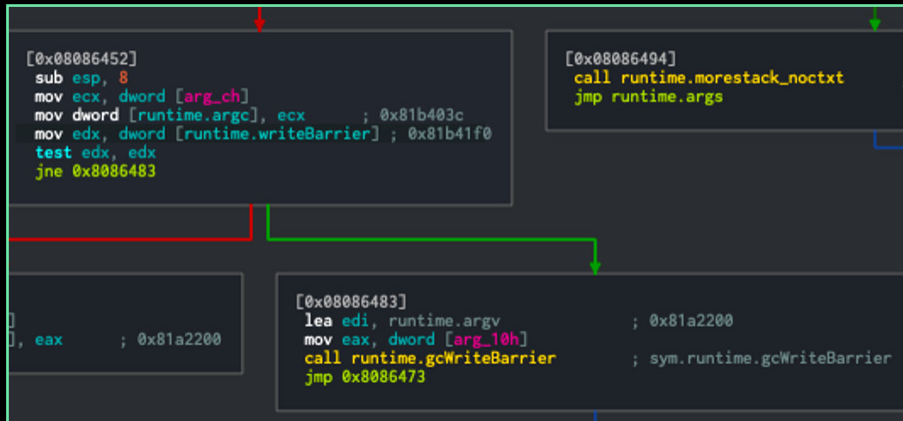 [0x08086452]
sub esp, 8
mov ecx, dword [arg_ch]
mov dword [runtime.argc], ecx ; 0x81b403c
mov edx, dword [runtime.writeBarrier] ; 0x81b41f0
test edx, edx
jne 0x8086483
[0x08086494]
call runtime.morestack_noctxt
jmp runtime.args
]
], eax ; 0x81a2200
[0x08086483]
lea edi, runtime.argv ; 0x81a2200
mov eax, dword [arg_10h]
call runtime.gcWriteBarrier ; sym.runtime.gcWriteBarrier
jmp 0x8086473